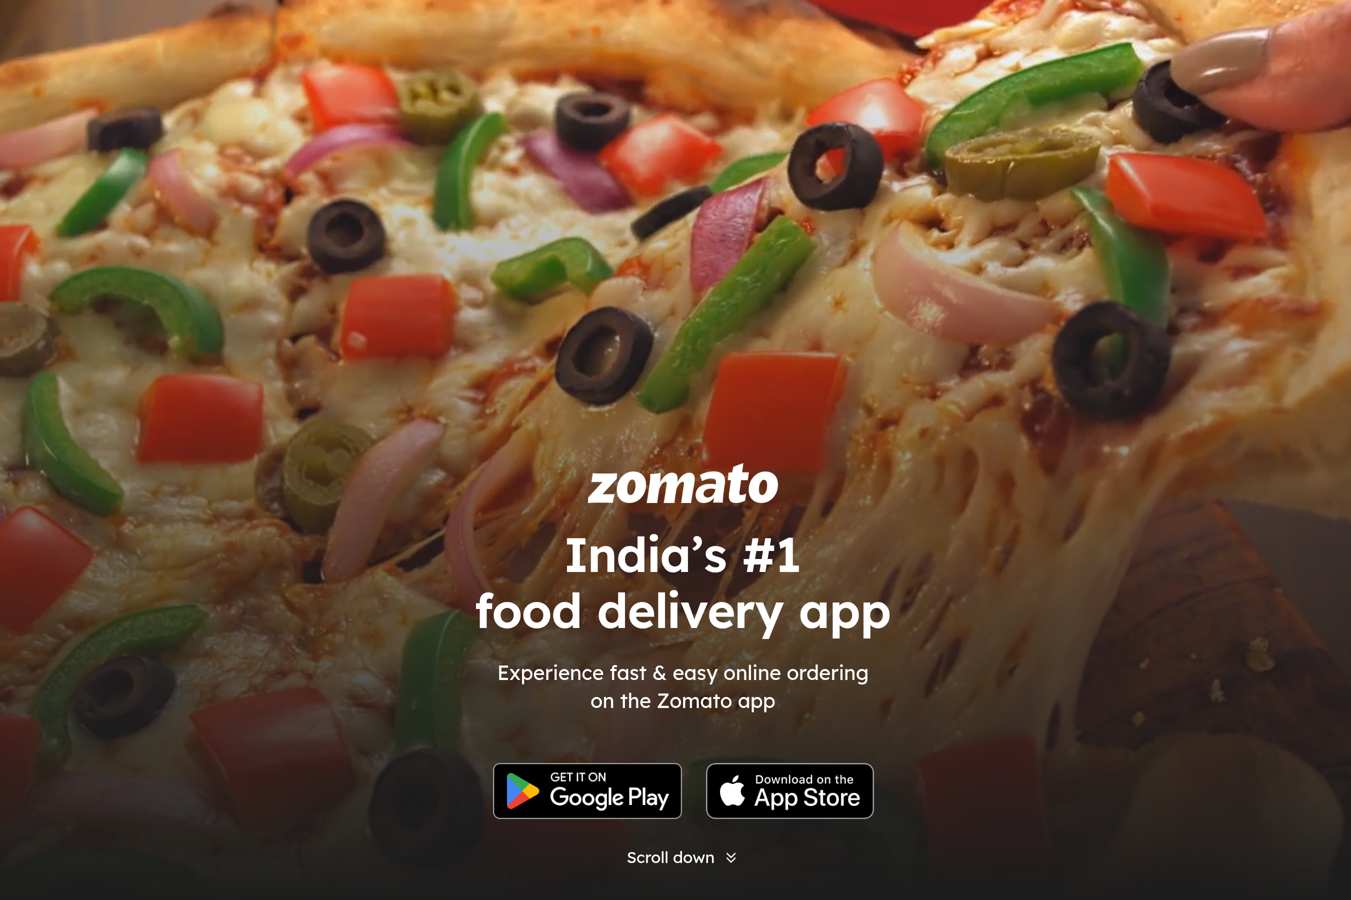 zomato
India’s #1
food delivery app
Experience fast & easy online ordering
on the Zomato app
GET IT ON
Google Play
Download on the
App Store
Scroll down